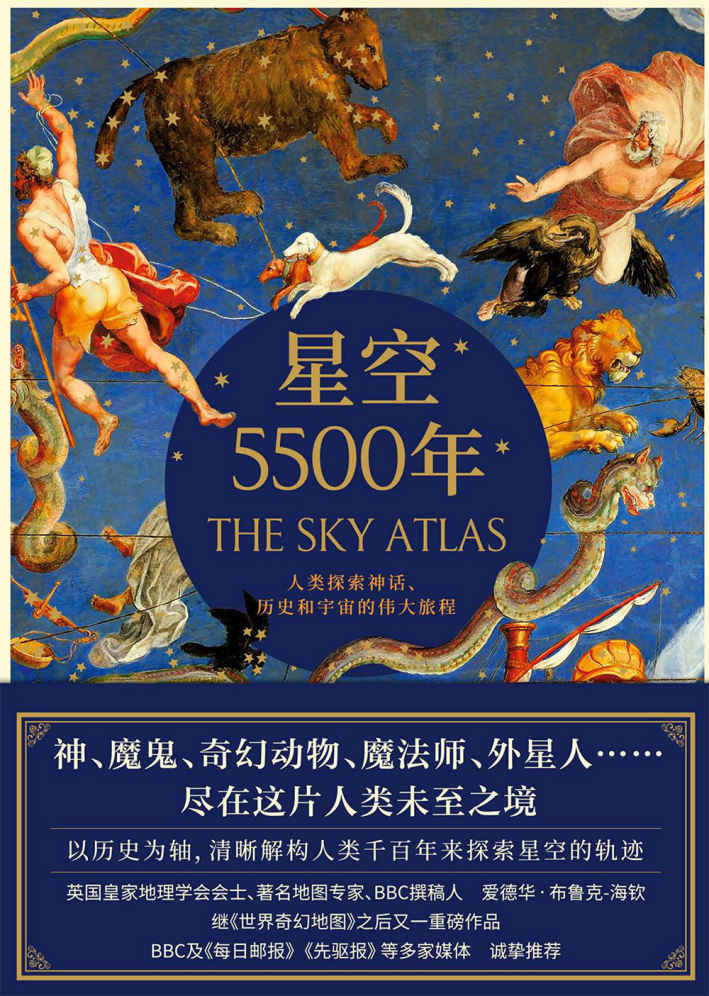 星空
5500年
THE SKY ATLAS
人类探索神话、
历史和宇宙的伟大旅程
神、魔鬼、奇幻动物、魔法师、外星人……
尽在这片人类未至之境
以历史为轴,清晰解构人类千百年来探索星空的轨迹
英国皇家地理学会会士、著名地图专家、BBC撰稿人 爱德华·布鲁克-海钦
继《世界奇幻地图》之后又一重磅作品
BBC及《每日邮报》《先驱报》等多家媒体 诚挚推荐